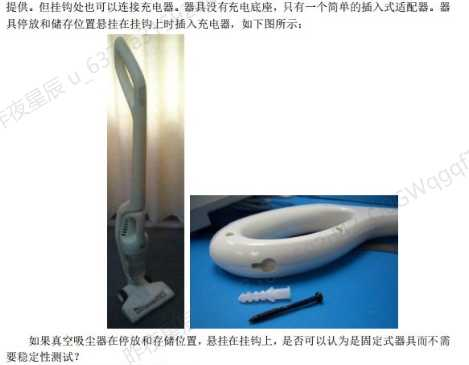 提供。但挂钩处也可以连接充电器。器具没有充电底座，只有一个简单的插入式适配器。器
具停放和储存位置悬挂在挂钩上时插入充电器，如下图所示：
如果真空吸尘器在停放和存储位置，悬挂在挂钩上，是否可以认为是固定式器具而不需
要稳定性测试？